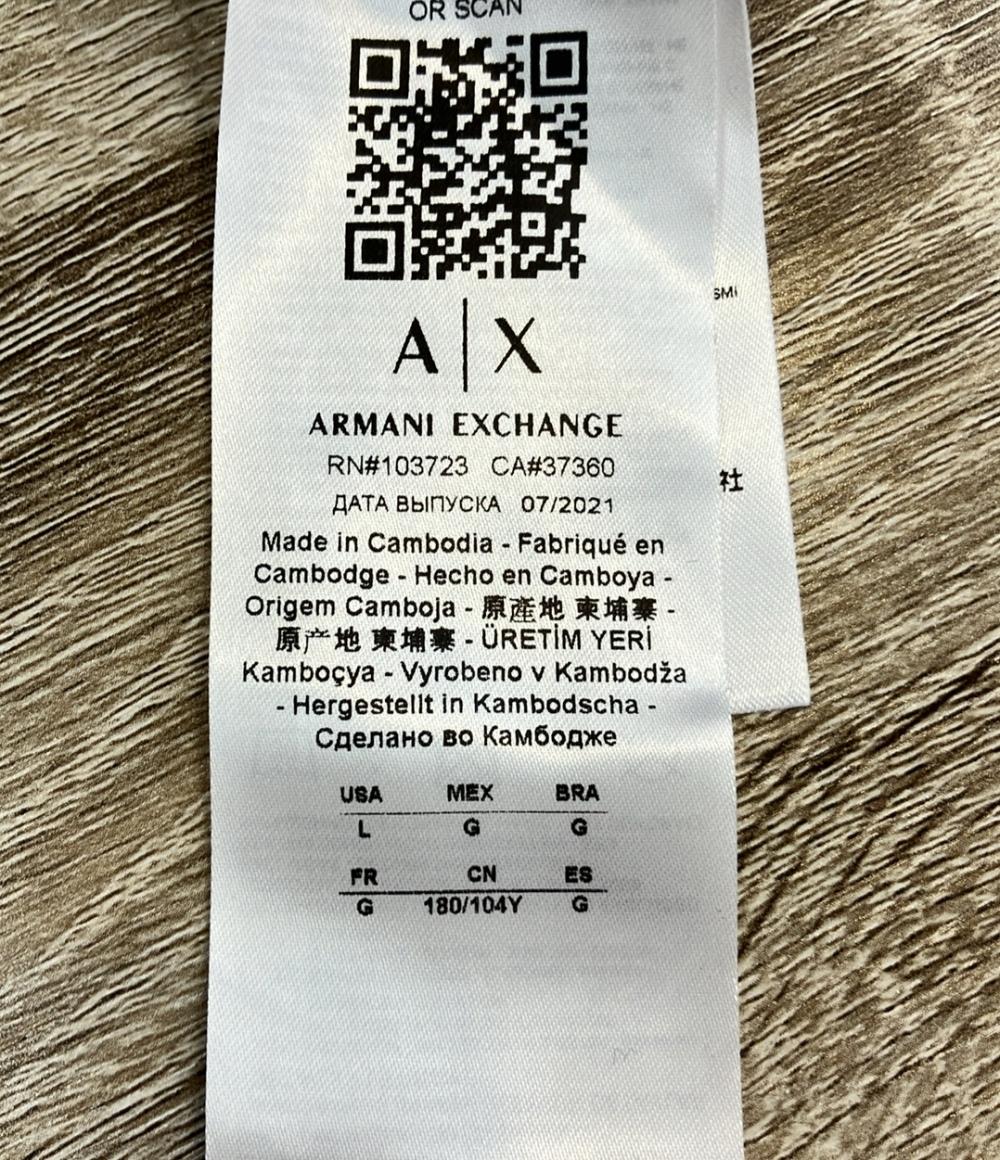 OR SCAN
A|X
ARMANI EXCHANGE
RN#103723 CA#37360
ДАТА ВЫПУСКА 07/2021
Made in Cambodia - Fabriqué en
Cambodge - Hecho en Camboya -
Origem Camboja - 原產地 柬埔寨 -
原产地 柬埔寨 - ÜRETİM YERİ
Kamboçya - Vyrobeno v Kambodža
- Hergestellt in Kambodscha -
Сделано во Камбодже
USA MEX BRA
L G G
FR CN ES
G 180/104Y G
社